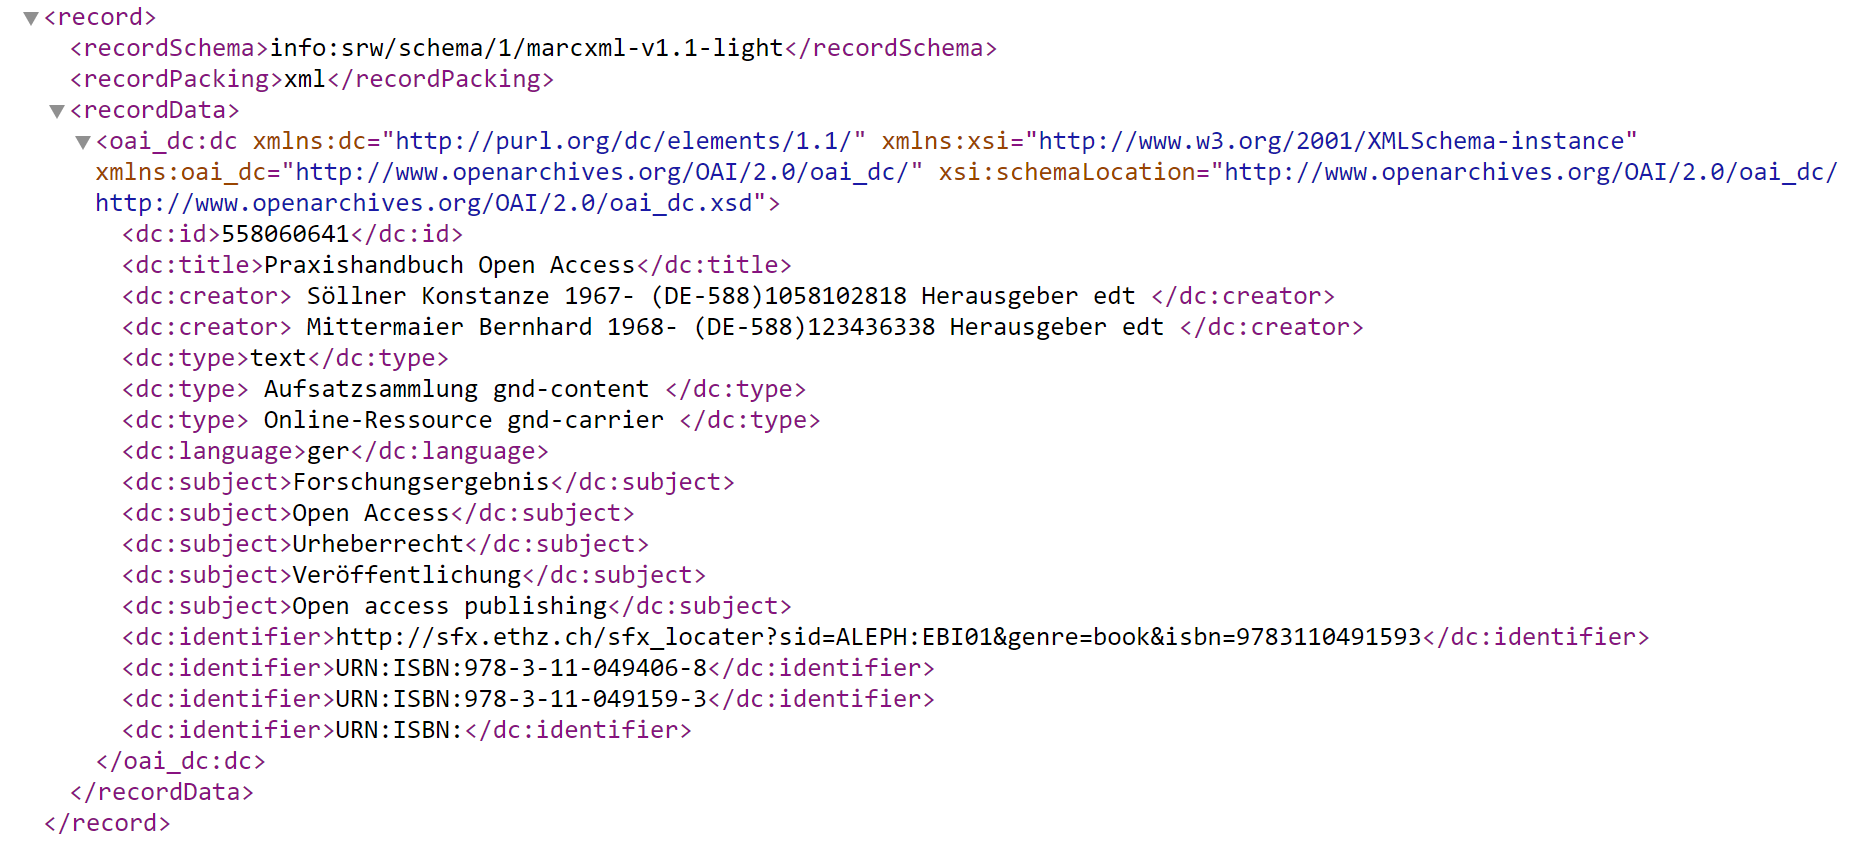 <record>
<recordSchema>info:srw/schema/1/marcxml-v1.1-light</recordSchema>
<recordPacking>xml</recordPacking>
<recordData>
<oai_dc:dc xmlns:dc="http://purl.org/dc/elements/1.1/" xmlns:xsi="http://www.w3.org/2001/XMLSchema-instance"
xmlns:oai_dc="http://www.openarchives.org/OAI/2.0/oai_dc/" xsi:schemaLocation="http://www.openarchives.org/OAI/2.0/oai_dc/
http://www.openarchives.org/OAI/2.0/oai_dc.xsd">
<dc:id>558060641</dc:id>
<dc:title>Praxishandbuch Open Access</dc:title>
<dc:creator> Söllner Konstanze 1967- (DE-588)1058102818 Herausgeber edt </dc:creator>
<dc:creator> Mittermaier Bernhard 1968- (DE-588)123436338 Herausgeber edt </dc:creator>
<dc:type>text</dc:type>
<dc:type> Aufsatzsammlung gnd-content </dc:type>
<dc:type> Online-Ressource gnd-carrier </dc:type>
<dc:language>ger</dc:language>
<dc:subject>Forschungsergebnis</dc:subject>
<dc:subject>Open Access</dc:subject>
<dc:subject>Urheberrecht</dc:subject>
<dc:subject>Veröffentlichung</dc:subject>
<dc:subject>Open access publishing</dc:subject>
<dc:identifier>http://sfx.ethz.ch/sfx_locater?sid=ALEPH:EBI01&genre=book&isbn=9783110491593</dc:identifier>
<dc:identifier>URN:ISBN:978-3-11-049406-8</dc:identifier>
<dc:identifier>URN:ISBN:978-3-11-049159-3</dc:identifier>
<dc:identifier>URN:ISBN:</dc:identifier>
</oai_dc:dc>
</recordData>
</record>